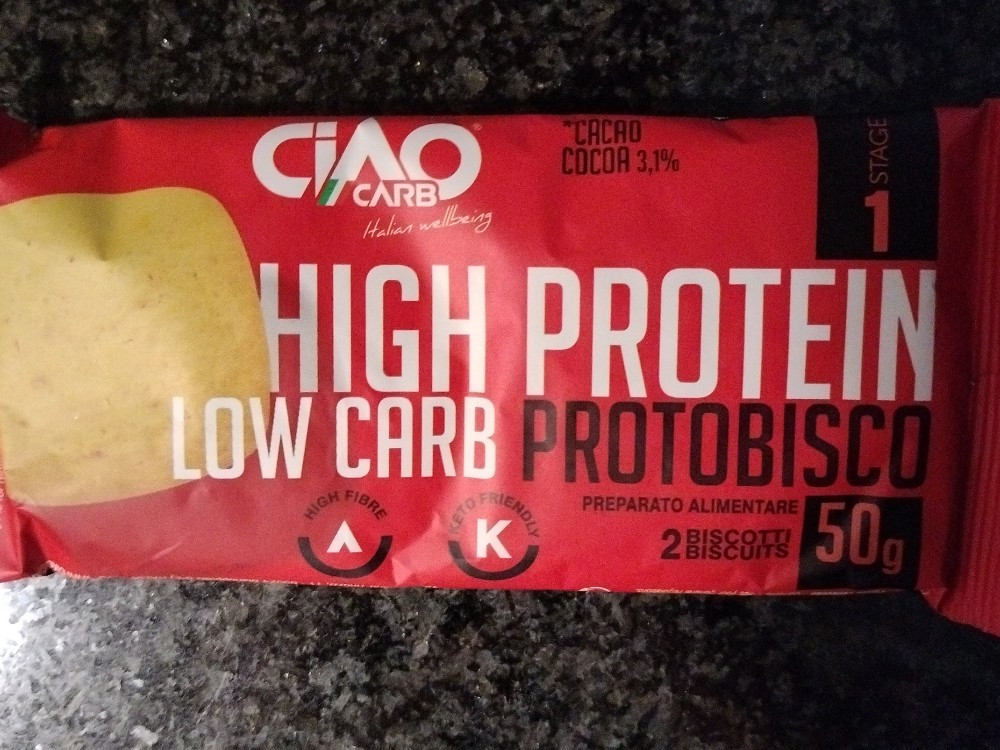 CiAO®
CARB
Italian wellbeing
*CACAO
COCOA 3,1%
STAGE
1
HIGH PROTEIN
LOW CARB PROTOBISCO
HIGH FIBRE
KETO FRIENDLY
K
PREPARATO ALIMENTARE
2 BISCOTTI
BISCUITS
50g